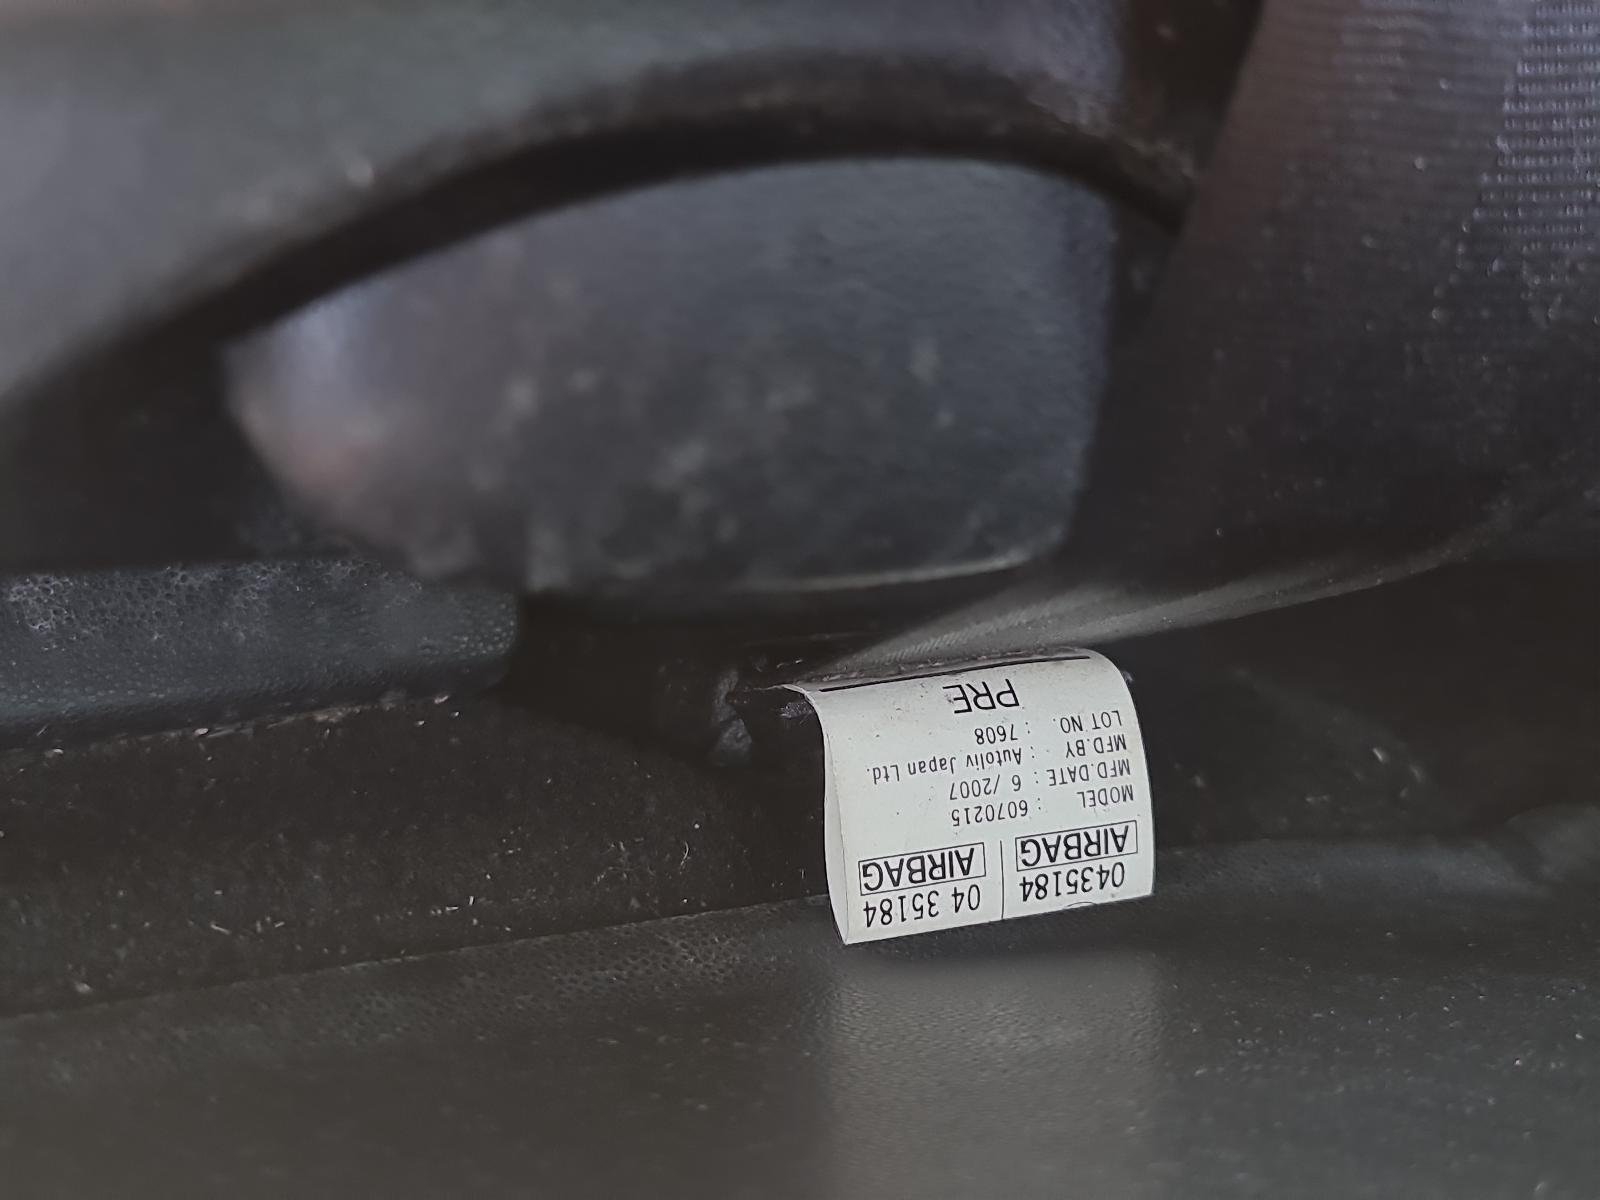 0435184
AIRBAG
04 35184
AIRBAG
MODEL : 6070215
MFD.DATE : 6 /2007
MFD.BY : Autoliv Japan Ltd.
LOT NO. : 7608
PRE